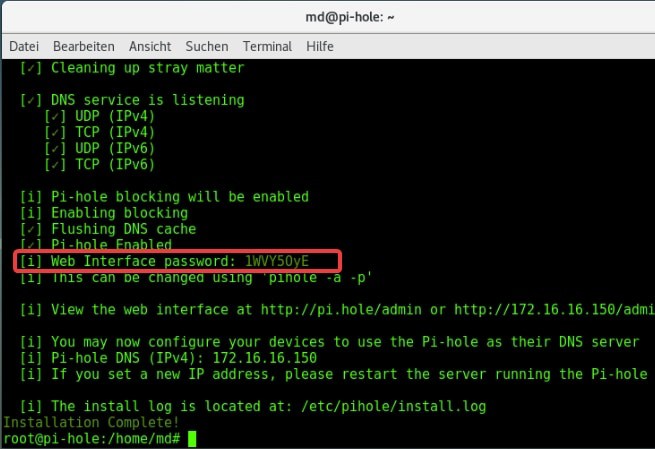 md@pi-hole: ~
Datei Bearbeiten Ansicht Suchen Terminal Hilfe
[✓] Cleaning up stray matter
[✓] DNS service is listening
[✓] UDP (IPv4)
[✓] TCP (IPv4)
[✓] UDP (IPv6)
[✓] TCP (IPv6)
[i] Pi-hole blocking will be enabled
[i] Enabling blocking
[✓] Flushing DNS cache
[✓] Pi-hole Enabled
[i] Web Interface password: 1WVY5OyE
[i] This can be changed using 'pihole -a -p'
[i] View the web interface at http://pi.hole/admin or http://172.16.16.150/admi
[i] You may now configure your devices to use the Pi-hole as their DNS server
[i] Pi-hole DNS (IPv4): 172.16.16.150
[i] If you set a new IP address, please restart the server running the Pi-hole
[i] The install log is located at: /etc/pihole/install.log
Installation Complete!
root@pi-hole:/home/md#